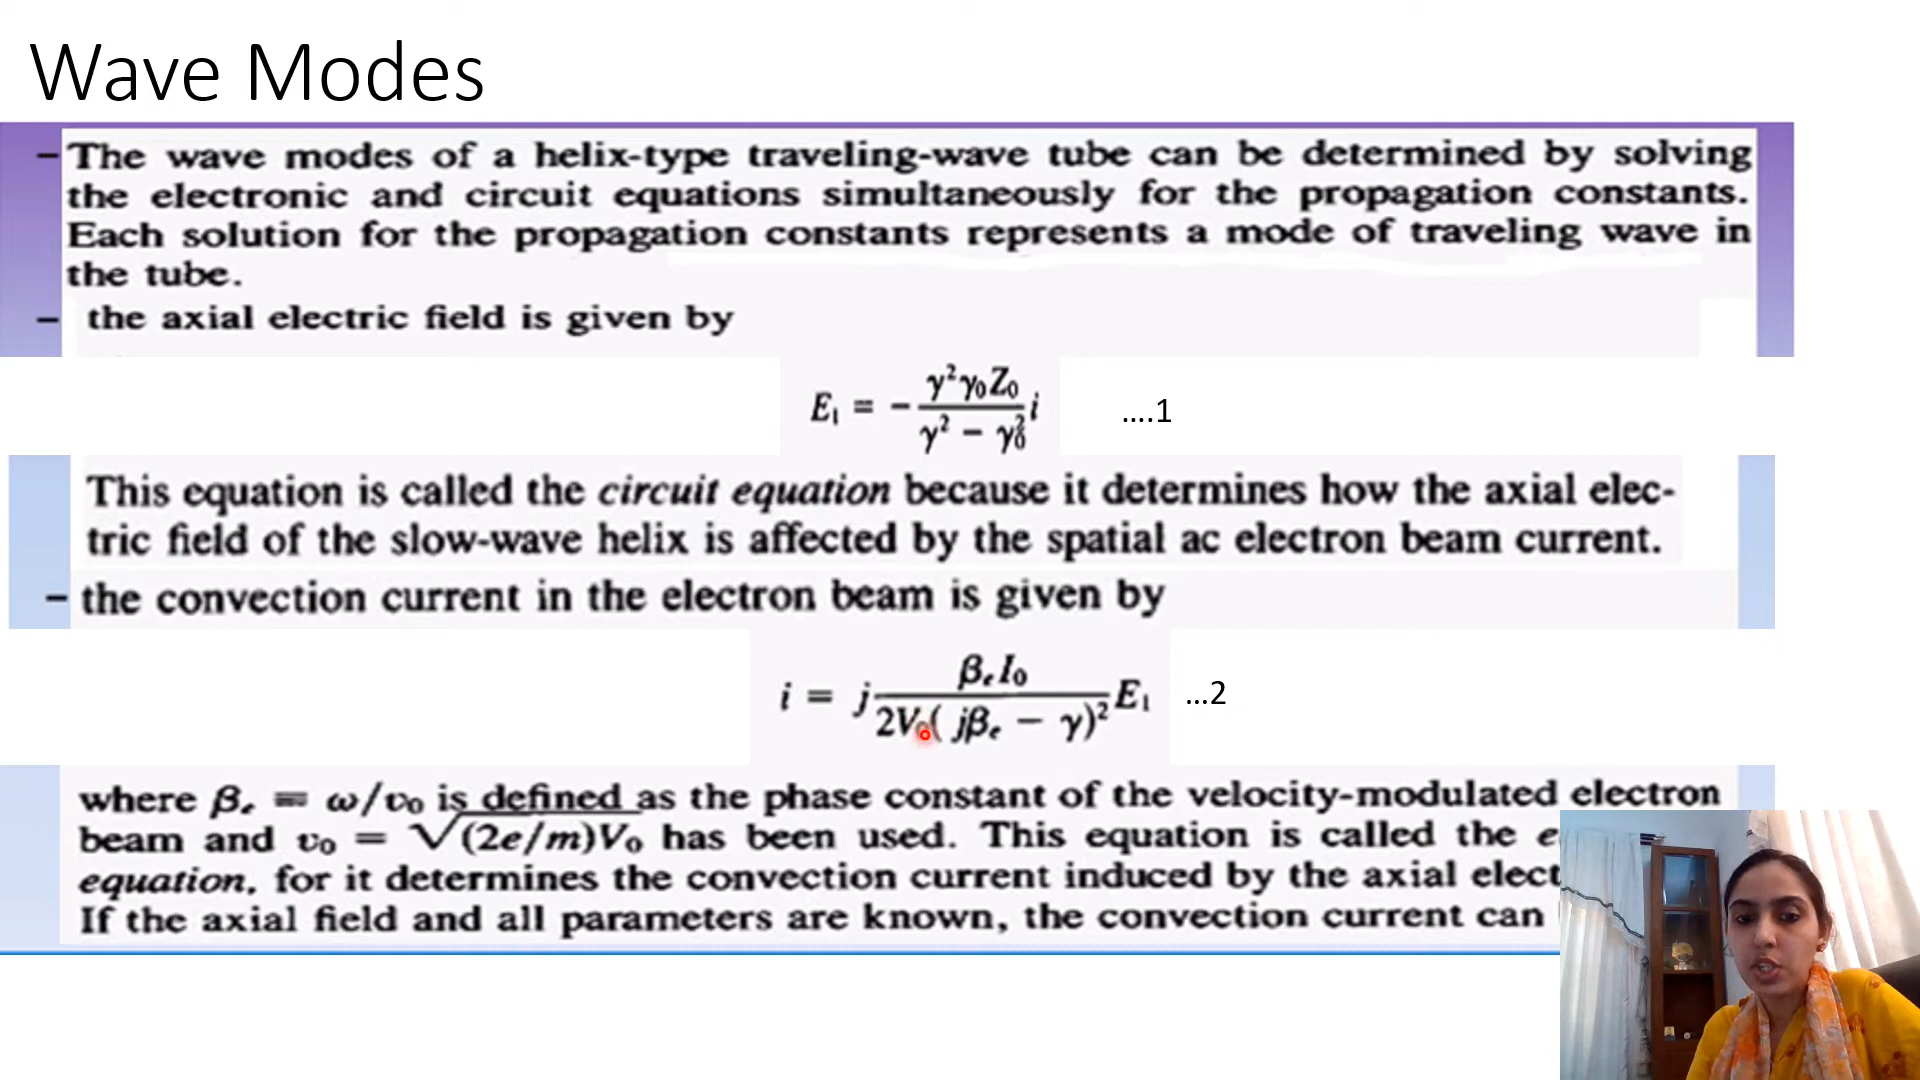 Wave Modes
– The wave modes of a helix-type traveling-wave tube can be determined by solving
the electronic and circuit equations simultaneously for the propagation constants.
Each solution for the propagation constants represents a mode of traveling wave in
the tube.
– the axial electric field is given by
E₁ = − γ²γ₀Z₀ / (γ² − γ₀²) i ....1
This equation is called the circuit equation because it determines how the axial elec-
tric field of the slow-wave helix is affected by the spatial ac electron beam current.
– the convection current in the electron beam is given by
i = j βₑI₀ / 2V₀(jβₑ − γ)² E₁ ...2
where βₑ ≡ ω/υ₀ is defined as the phase constant of the velocity-modulated electron
beam and υ₀ = √(2e/m)V₀ has been used. This equation is called the
equation, for it determines the convection current induced by the axial elect
If the axial field and all parameters are known, the convection current can